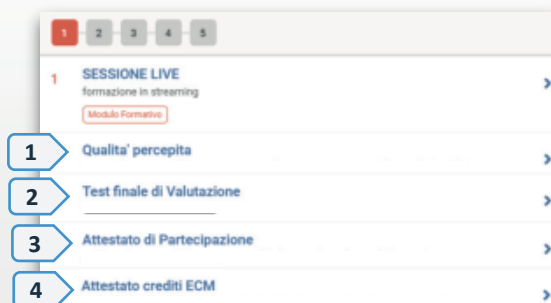 1 2 3 4 5
1 SESSIONE LIVE
formazione in streaming
Modulo Formativo
1 Qualita' percepita
2 Test finale di Valutazione
3 Attestato di Partecipazione
4 Attestato crediti ECM